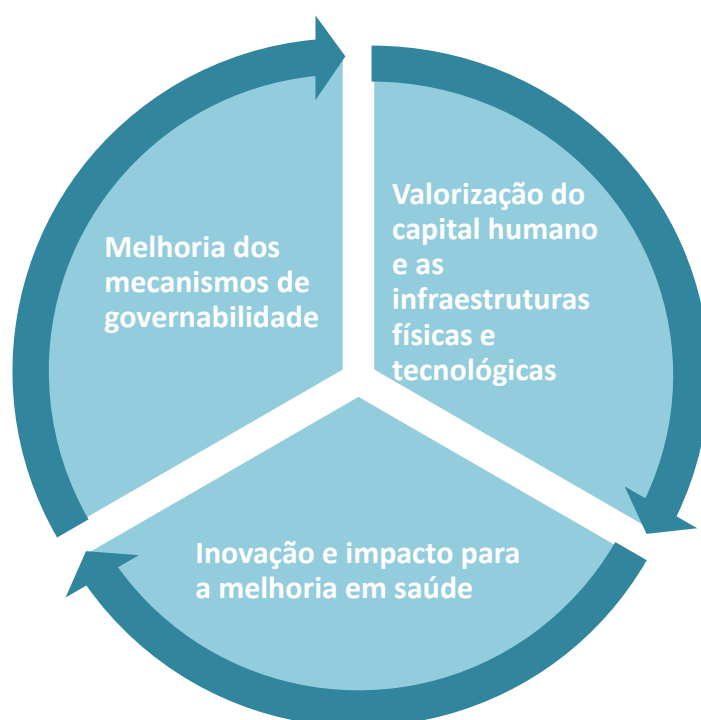 Melhoria dos
mecanismos de
governabilidade
Valorização do
capital humano
e as
infraestruturas
físicas e
tecnológicas
Inovação e impacto para
a melhoria em saúde